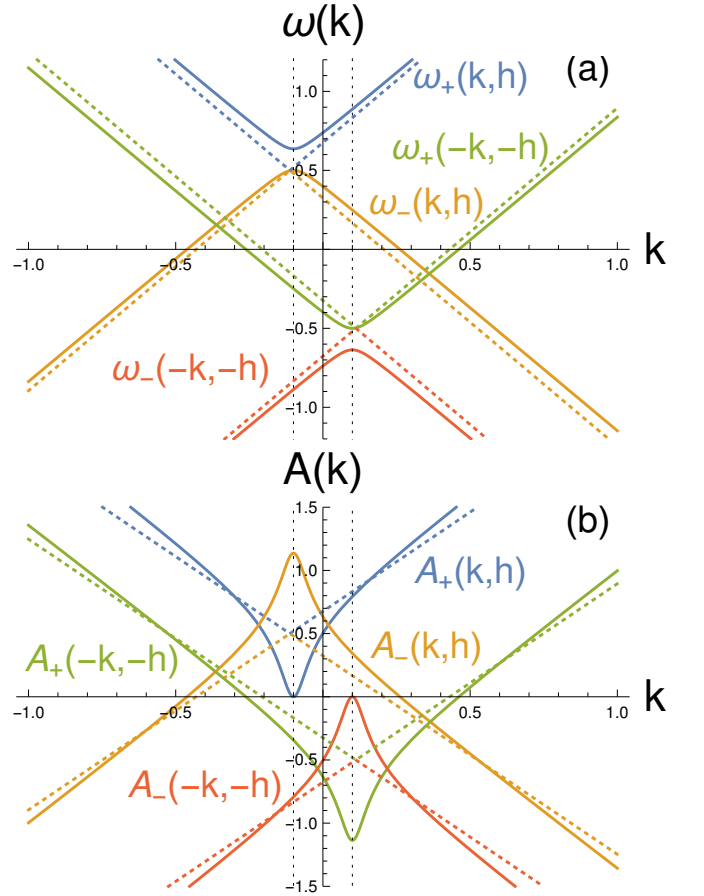 ω(k)
(a)
ω₊(k,h)
ω₊(-k,-h)
ω₋(k,h)
ω₋(-k,-h)
1.0
0.5
-0.5
-1.0
-1.0
-0.5
0.5
1.0
k
A(k)
(b)
1.5
1.0
0.5
-0.5
-1.0
-1.5
A₊(k,h)
A₊(-k,-h)
A₋(k,h)
A₋(-k,-h)
-1.0
-0.5
0.5
1.0
k